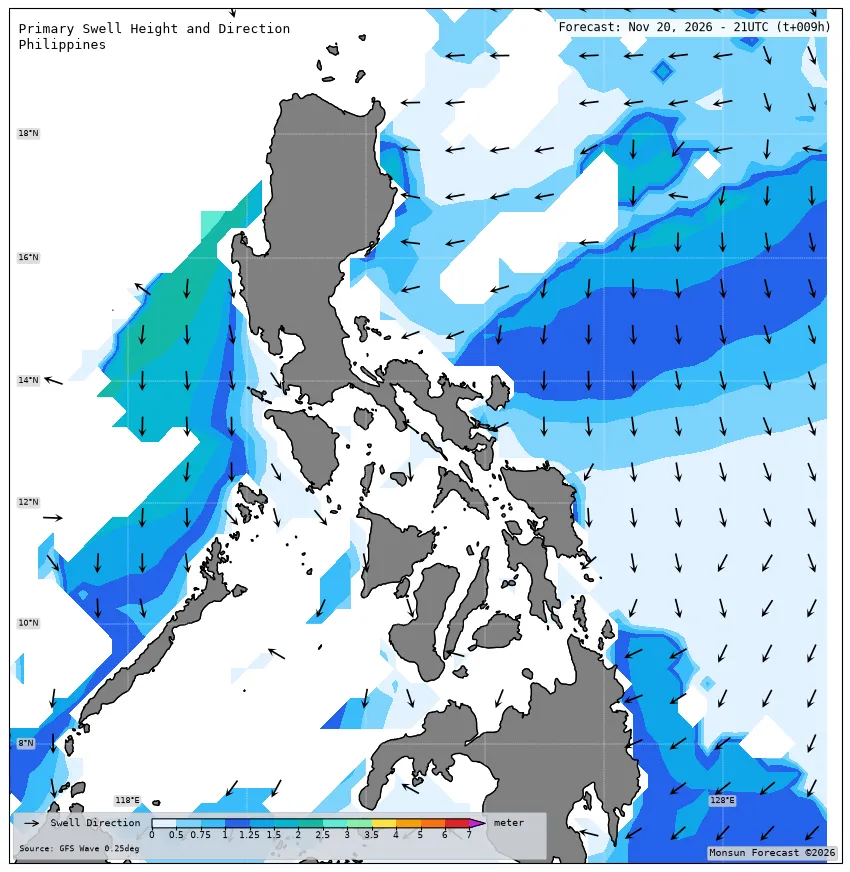 Primary Swell Height and Direction
Philippines
Forecast: Nov 20, 2026 - 21UTC (t+009h)
18°N
16°N
14°N
12°N
10°N
8°N
118°E
128°E
Swell Direction
0 0.5 0.75 1 1.25 1.5 2 2.5 3 3.5 4 5 6 7
meter
Source: GFS Wave 0.25deg
Monsun Forecast ©2026